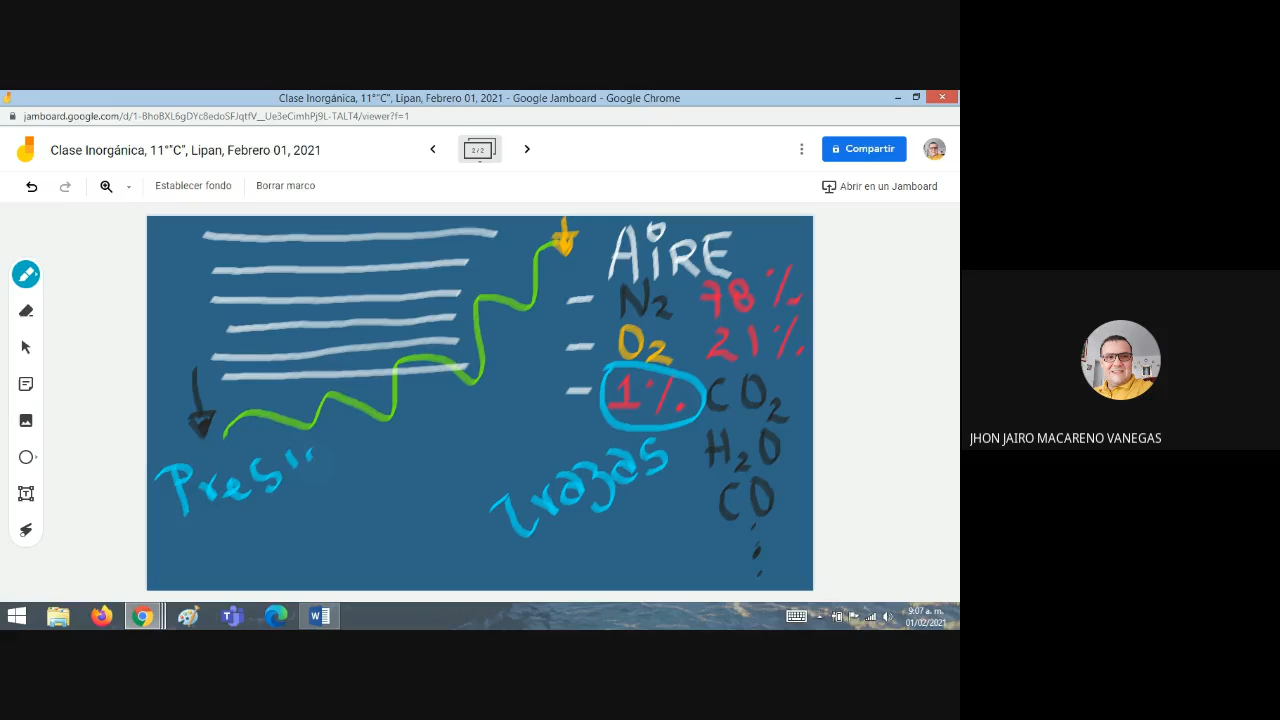 Clase Inorgánica, 11°"C", Lipan, Febrero 01, 2021 - Google Jamboard - Google Chrome
jamboard.google.com/d/1-BhoBXL6gDYc8edoSFJqtfV__Ue3eCimhPj9L-TALT4/viewer?f=1
Clase Inorgánica, 11°"C", Lipan, Febrero 01, 2021
2/2
Compartir
Establecer fondo
Borrar marco
Abrir en un Jamboard
AiRE
N2 78%
O2 21%
1% CO2
H2O
CO
Trazas
JHON JAIRO MACARENO VANEGAS
9:07 a. m.
01/02/2021